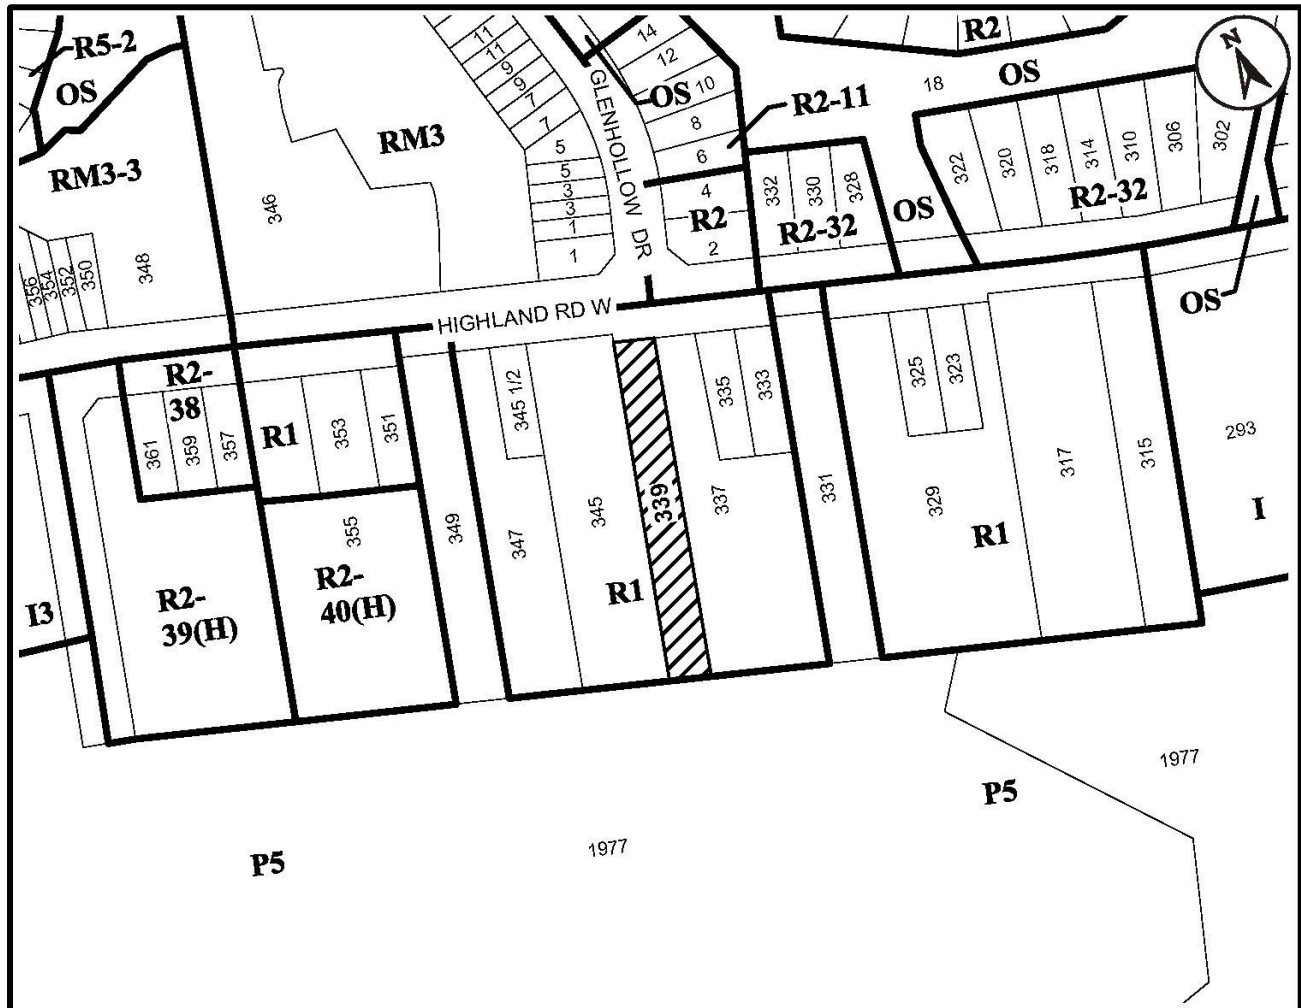 R5-2
OS
RM3-3
346
RM3
356
354
352
350
348
11
11
9
9
7
7
5
5
3
3
1
1
GLENHOLLOW DR
14
12
10
8
6
4
R2
2
OS
R2-11
R2
18
OS
N
332
330
328
R2-32
OS
322
320
318
314
310
306
302
R2-32
OS
HIGHLAND RD W
R2-
38
361
359
357
R1
353
351
I3
R2-
39(H)
355
R2-
40(H)
349
347
345 1/2
345
R1
339
337
335
333
331
329
325
323
R1
317
315
293
I
P5
1977
P5
1977